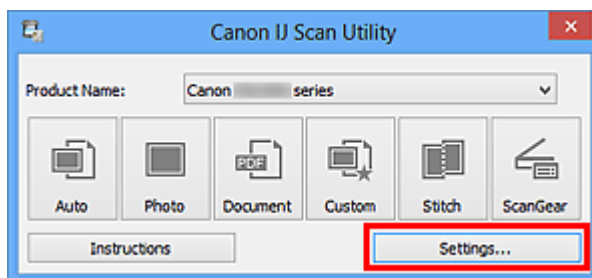 Canon IJ Scan Utility
Product Name: Canon series
PDF
Auto Photo Document Custom Stitch ScanGear
Instructions Settings...